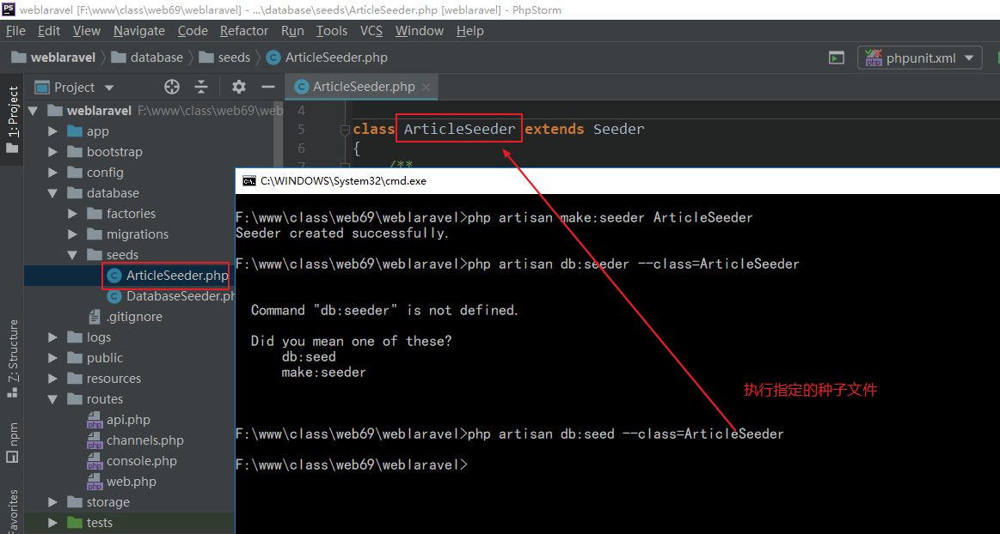 weblaravel [F:\www\class\web69\weblaravel] - ...\database\seeds\ArticleSeeder.php [weblaravel] - PhpStorm
File Edit View Navigate Code Refactor Run Tools VCS Window Help
weblaravel database seeds ArticleSeeder.php phpunit.xml
Project ArticleSeeder.php
1: Project
7: Structure
npm
Favorites
weblaravel F:\www\class\web69\web
app
bootstrap
config
database
factories
migrations
seeds
ArticleSeeder.php
DatabaseSeeder.ph
.gitignore
logs
public
resources
routes
api.php
channels.php
console.php
web.php
storage
tests
4
5 class ArticleSeeder extends Seeder
6 {
7 /**
C:\WINDOWS\System32\cmd.exe
F:\www\class\web69\weblaravel>php artisan make:seeder ArticleSeeder
Seeder created successfully.
F:\www\class\web69\weblaravel>php artisan db:seeder --class=ArticleSeeder
Command "db:seeder" is not defined.
Did you mean one of these?
db:seed
make:seeder
执行指定的种子文件
F:\www\class\web69\weblaravel>php artisan db:seed --class=ArticleSeeder
F:\www\class\web69\weblaravel>